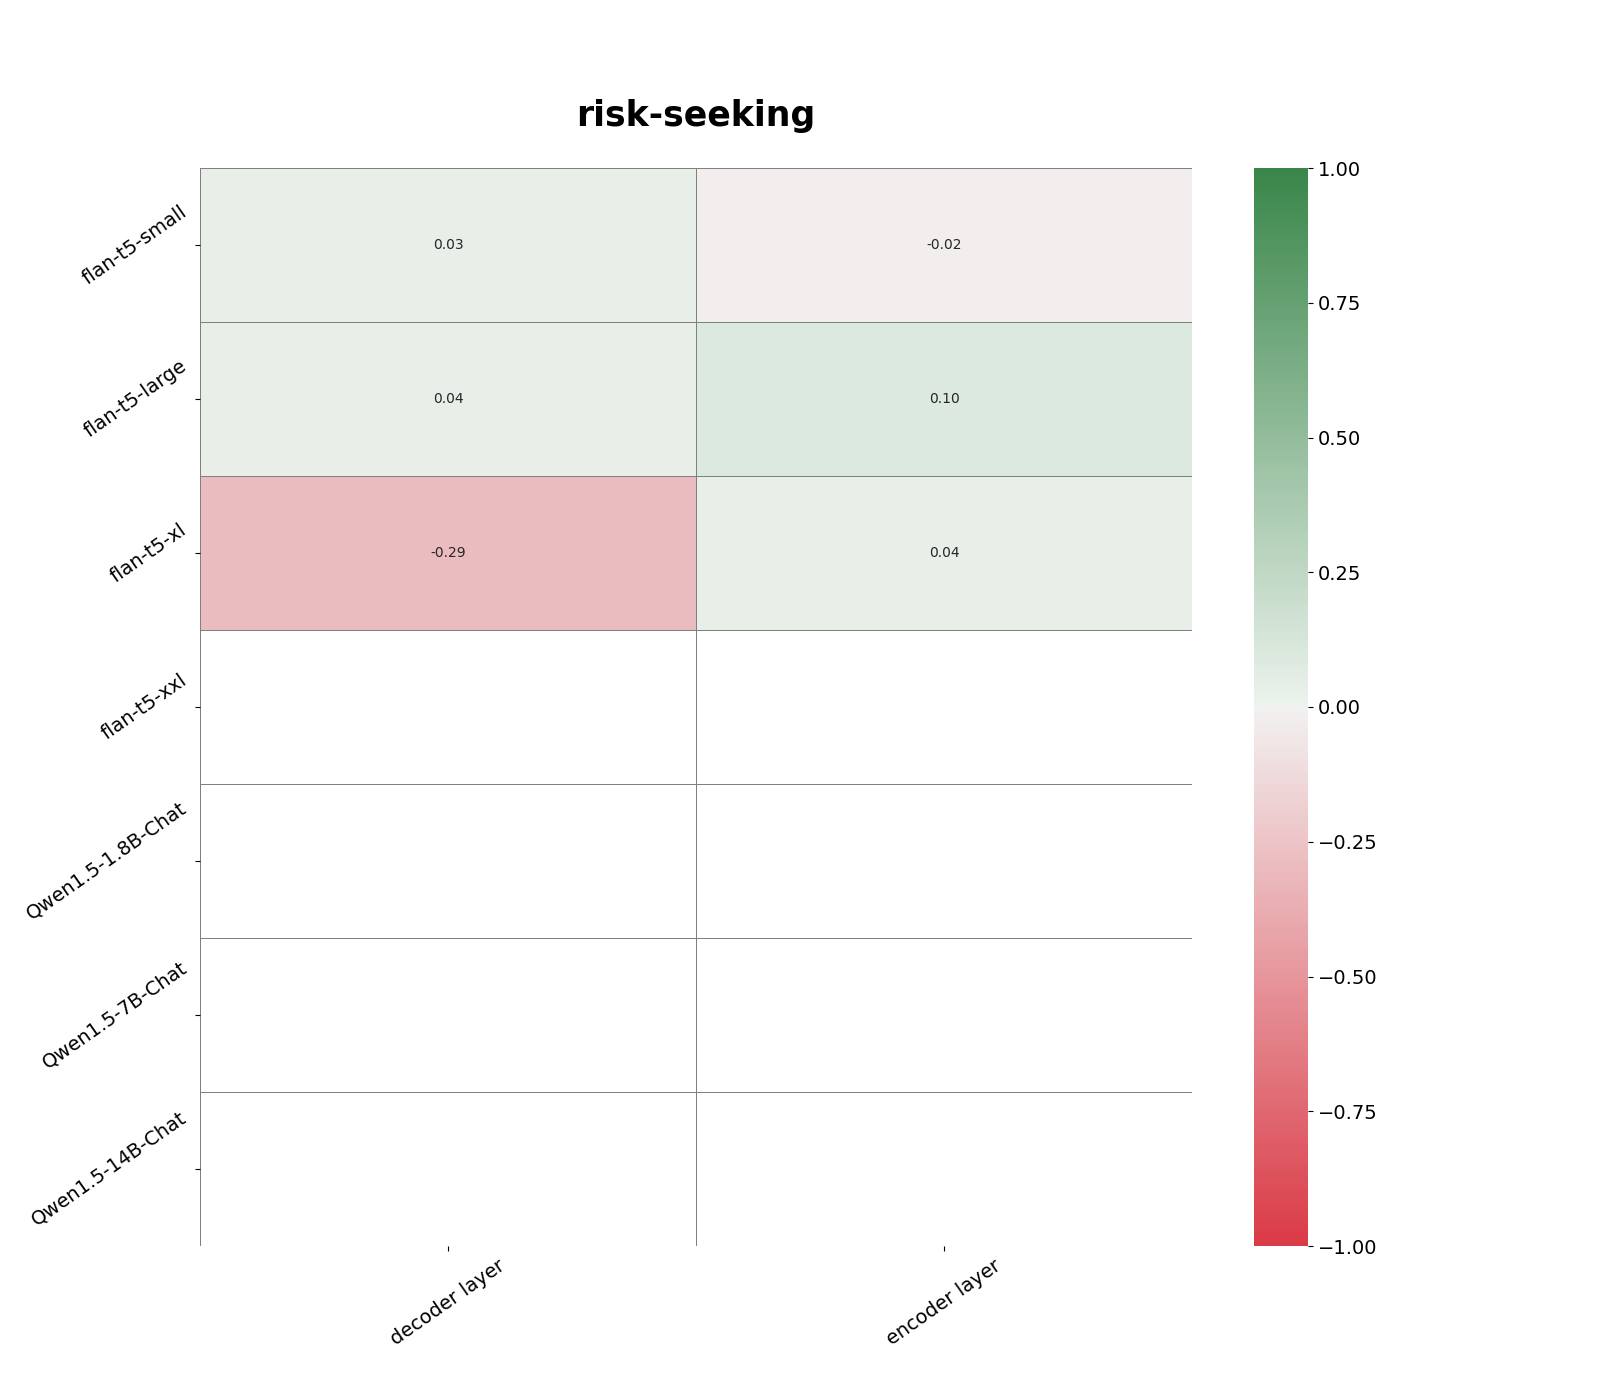 risk-seeking
flan-t5-small
0.03
-0.02
flan-t5-large
0.04
0.10
flan-t5-xl
-0.29
0.04
flan-t5-xxl
Qwen1.5-1.8B-Chat
Qwen1.5-7B-Chat
Qwen1.5-14B-Chat
decoder layer
encoder layer
1.00
0.75
0.50
0.25
0.00
−0.25
−0.50
−0.75
−1.00